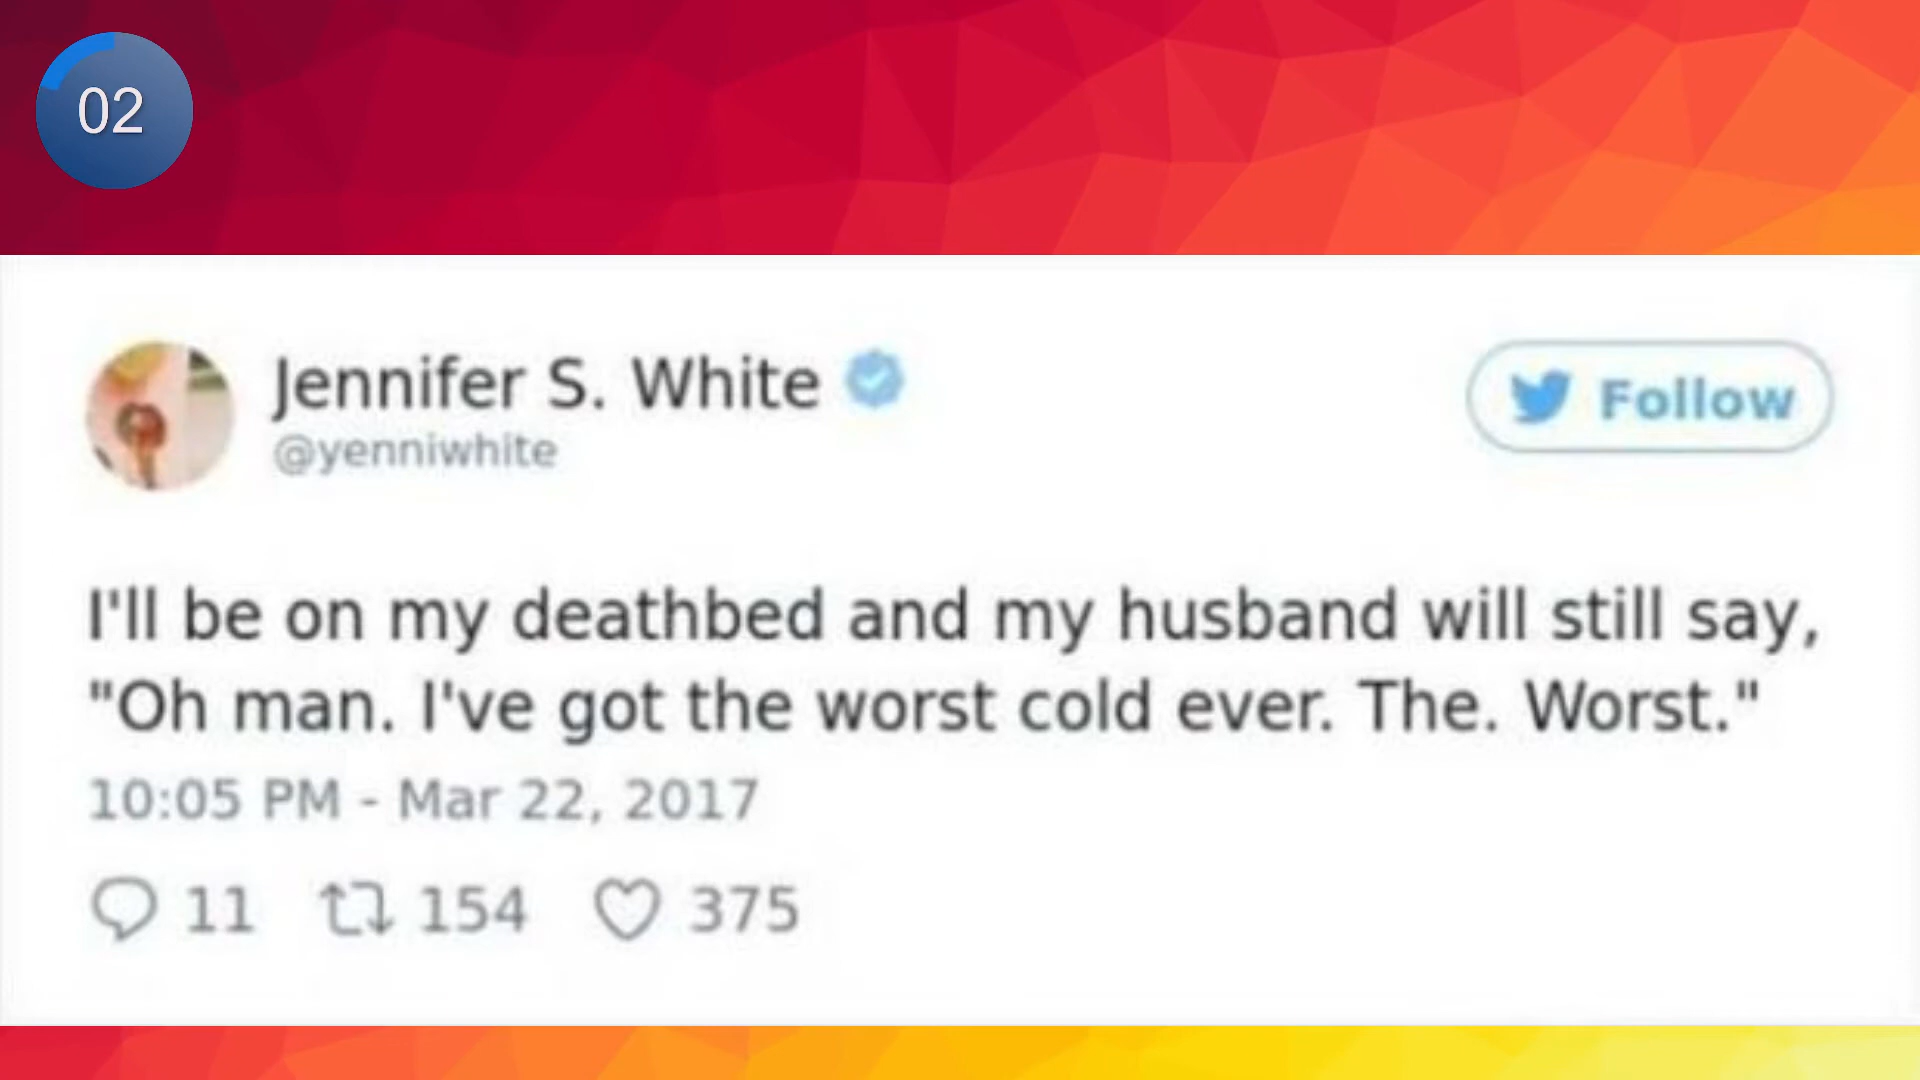 02
Jennifer S. White
@yenniwhite
Follow
I'll be on my deathbed and my husband will still say,
"Oh man. I've got the worst cold ever. The. Worst."
10:05 PM - Mar 22, 2017
11 154 375